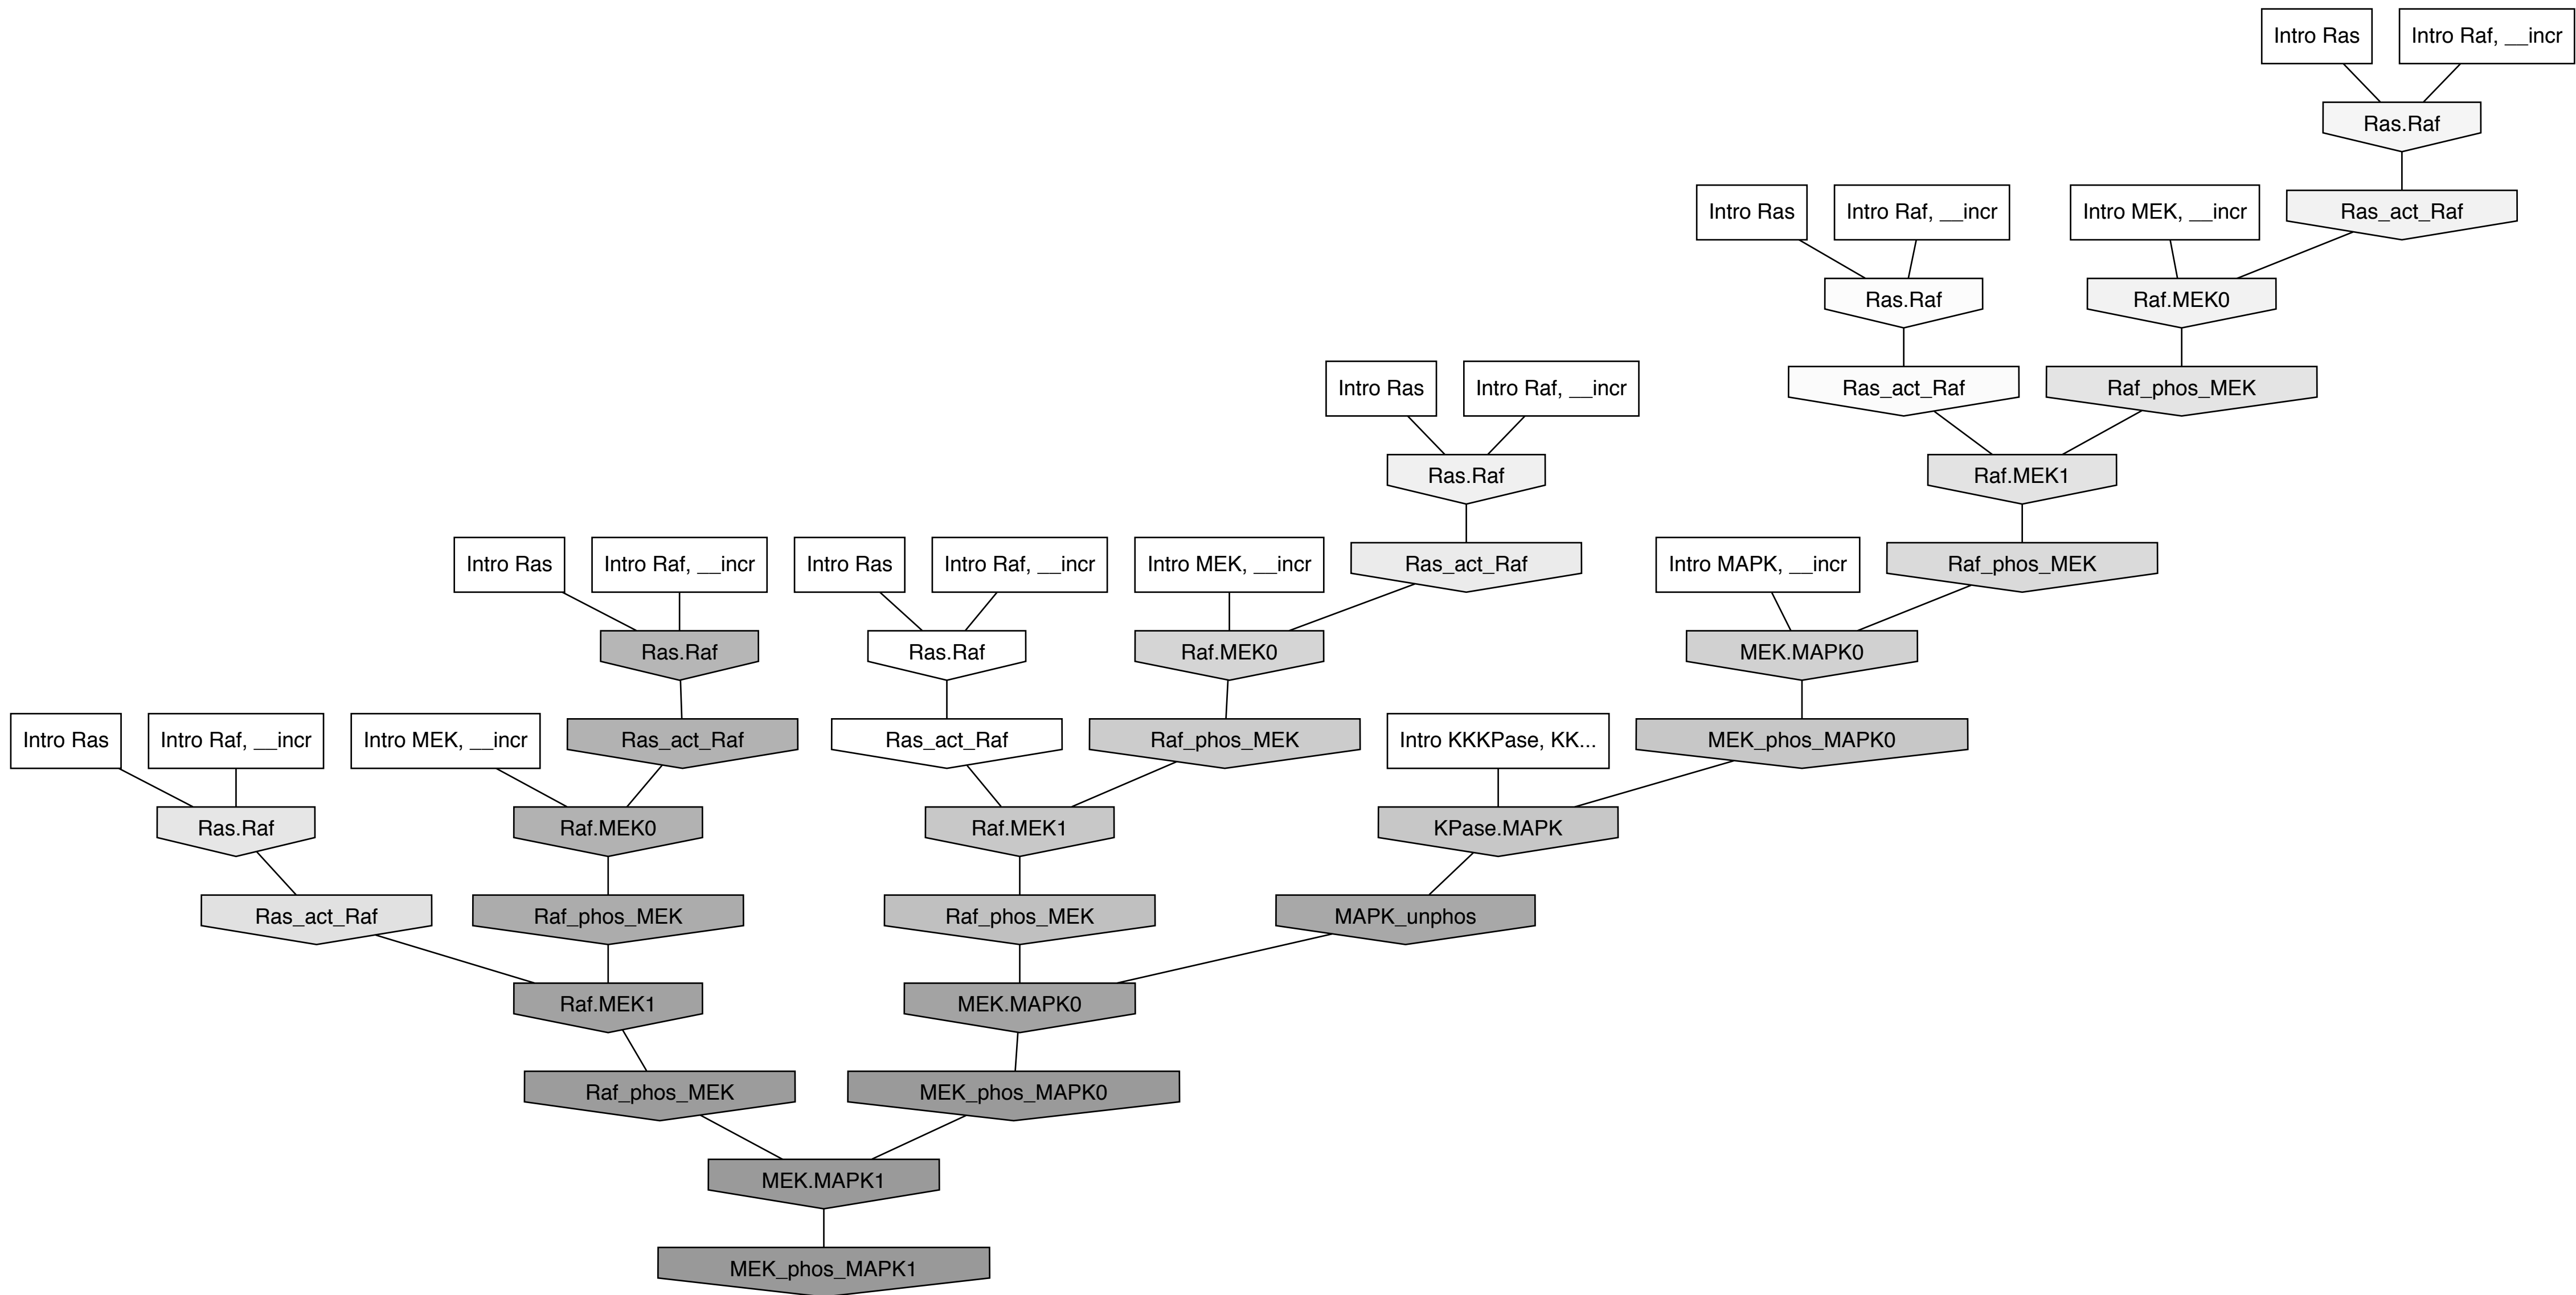 Intro Ras
Intro Raf, __incr
Ras.Raf
Intro Ras
Intro Raf, __incr
Intro MEK, __incr
Ras_act_Raf
Ras.Raf
Raf.MEK0
Intro Ras
Intro Raf, __incr
Ras_act_Raf
Raf_phos_MEK
Ras.Raf
Raf.MEK1
Intro Ras
Intro Raf, __incr
Intro Ras
Intro Raf, __incr
Intro MEK, __incr
Ras_act_Raf
Intro MAPK, __incr
Raf_phos_MEK
Ras.Raf
Ras.Raf
Raf.MEK0
MEK.MAPK0
Intro Ras
Intro Raf, __incr
Intro MEK, __incr
Ras_act_Raf
Ras_act_Raf
Raf_phos_MEK
Intro KKKPase, KK...
MEK_phos_MAPK0
Ras.Raf
Raf.MEK0
Raf.MEK1
KPase.MAPK
Ras_act_Raf
Raf_phos_MEK
Raf_phos_MEK
MAPK_unphos
Raf.MEK1
MEK.MAPK0
Raf_phos_MEK
MEK_phos_MAPK0
MEK.MAPK1
MEK_phos_MAPK1